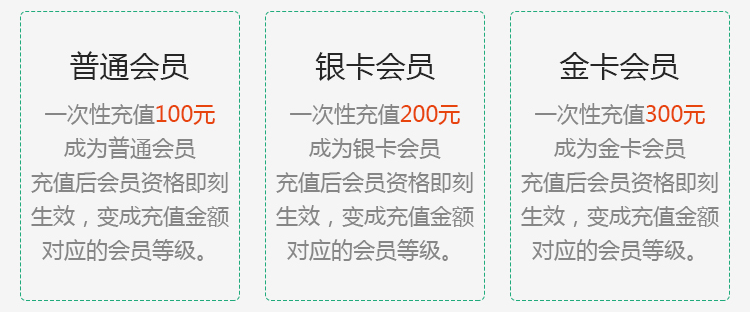 普通会员
一次性充值100元
成为普通会员
充值后会员资格即刻
生效，变成充值金额
对应的会员等级。
银卡会员
一次性充值200元
成为银卡会员
充值后会员资格即刻
生效，变成充值金额
对应的会员等级。
金卡会员
一次性充值300元
成为金卡会员
充值后会员资格即刻
生效，变成充值金额
对应的会员等级。